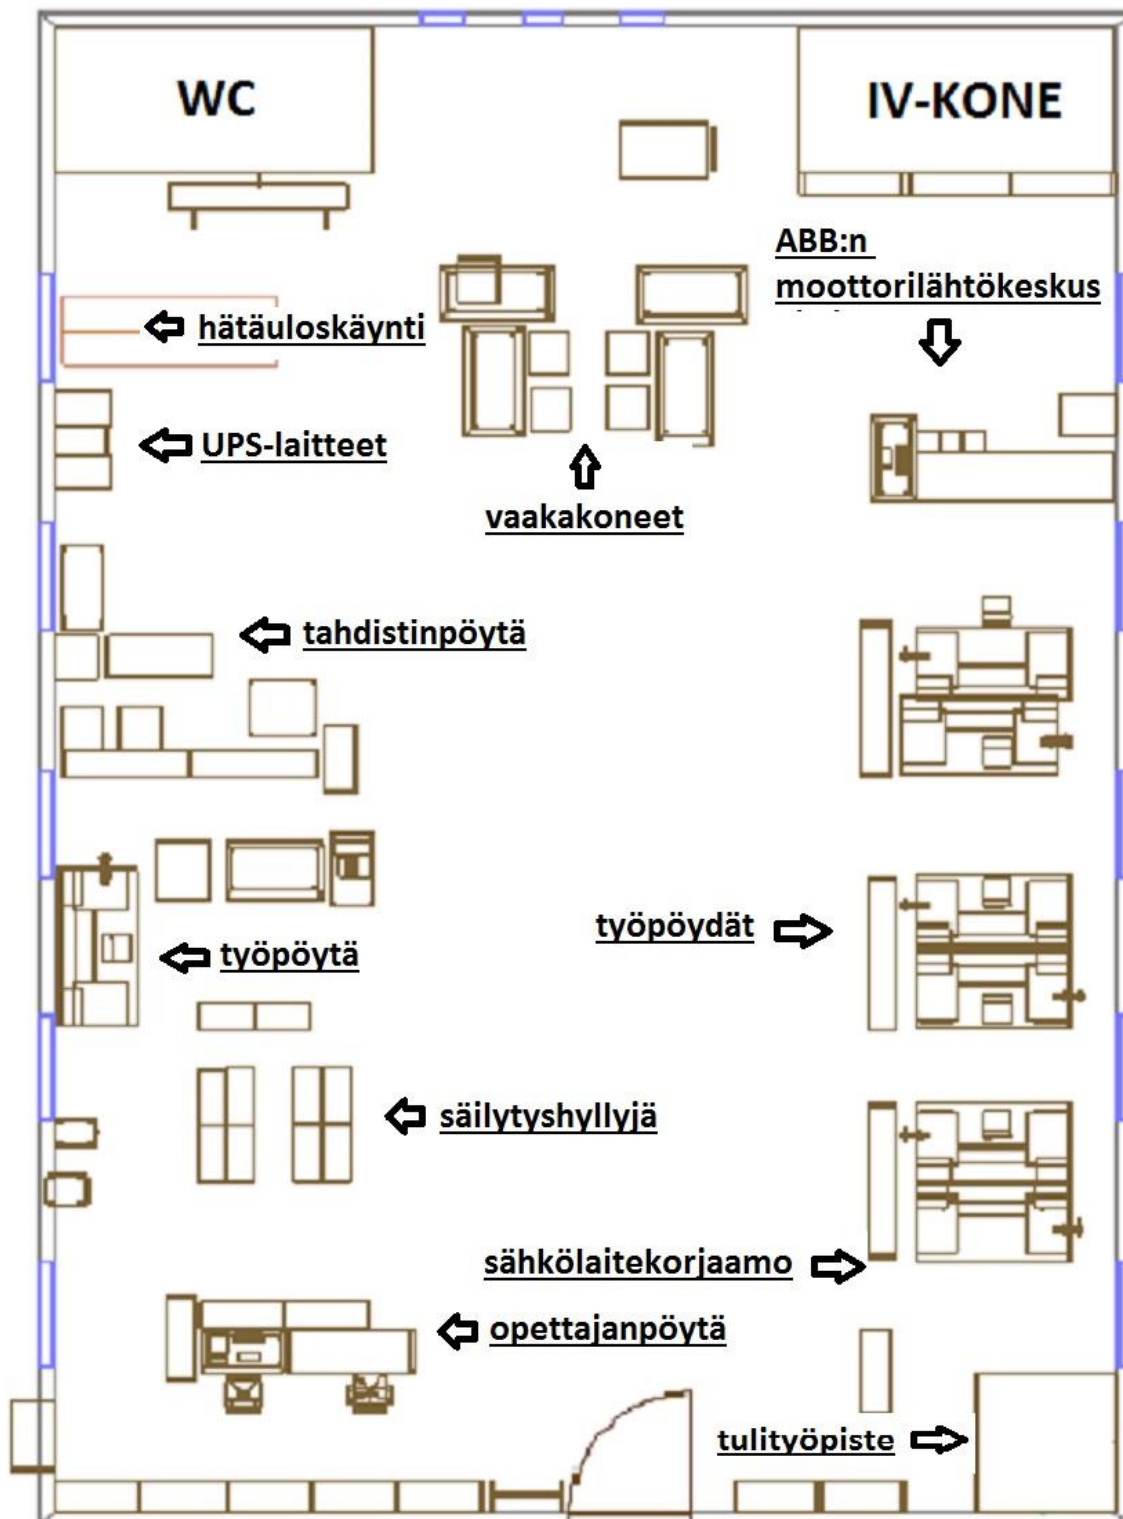 WC
IV-KONE
ABB:n
moottorilähtökeskus
hätäuloskäynti
UPS-laitteet
vaakakoneet
tahdistinpöytä
työpöydät
työpöytä
säilytyshyllyjä
sähkölaitekorjaamo
opettajanpöytä
tulityöpiste